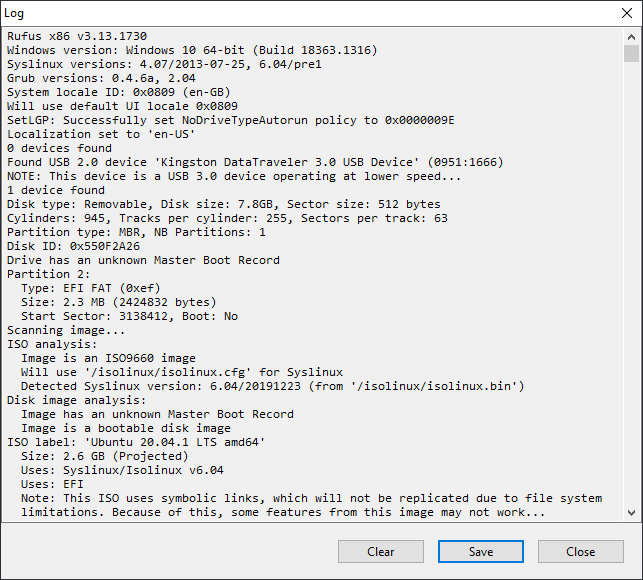 Log
Rufus x86 v3.13.1730
Windows version: Windows 10 64-bit (Build 18363.1316)
Syslinux versions: 4.07/2013-07-25, 6.04/pre1
Grub versions: 0.4.6a, 2.04
System locale ID: 0x0809 (en-GB)
Will use default UI locale 0x0809
SetLGP: Successfully set NoDriveTypeAutorun policy to 0x0000009E
Localization set to 'en-US'
0 devices found
Found USB 2.0 device 'Kingston DataTraveler 3.0 USB Device' (0951:1666)
NOTE: This device is a USB 3.0 device operating at lower speed...
1 device found
Disk type: Removable, Disk size: 7.8GB, Sector size: 512 bytes
Cylinders: 945, Tracks per cylinder: 255, Sectors per track: 63
Partition type: MBR, NB Partitions: 1
Disk ID: 0x550F2A26
Drive has an unknown Master Boot Record
Partition 2:
  Type: EFI FAT (0xef)
  Size: 2.3 MB (2424832 bytes)
  Start Sector: 3138412, Boot: No
Scanning image...
ISO analysis:
  Image is an ISO9660 image
  Will use '/isolinux/isolinux.cfg' for Syslinux
  Detected Syslinux version: 6.04/20191223 (from '/isolinux/isolinux.bin')
Disk image analysis:
  Image has an unknown Master Boot Record
  Image is a bootable disk image
ISO label: 'Ubuntu 20.04.1 LTS amd64'
  Size: 2.6 GB (Projected)
  Uses: Syslinux/Isolinux v6.04
  Uses: EFI
  Note: This ISO uses symbolic links, which will not be replicated due to file system
  limitations. Because of this, some features from this image may not work...
Clear
Save
Close